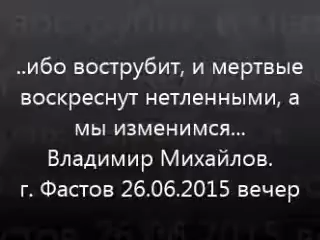 ..ибо вострубит, и мертвые
воскреснут нетленными, а
мы изменимся...
Владимир Михайлов.
г. Фастов 26.06.2015 вечер